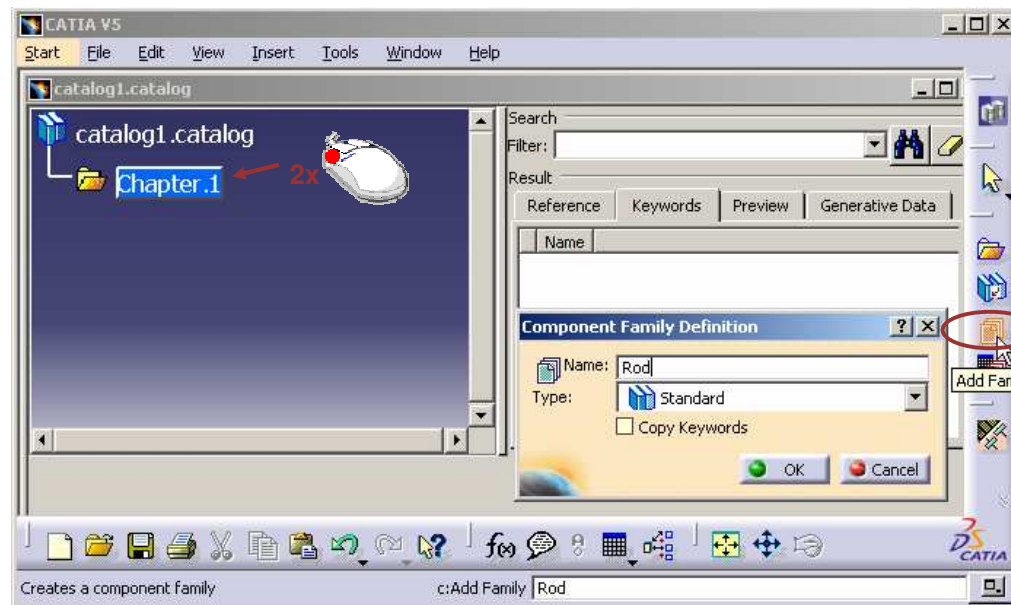 CATIA V5
Start File Edit View Insert Tools Window Help
catalog1.catalog
catalog1.catalog
Chapter.1
2x
Search
Filter:
Result
Reference Keywords Preview Generative Data
Name
Component Family Definition
Name: Rod
Type: Standard
Copy Keywords
OK Cancel
Add Fam
f(x)
CATIA
Creates a component family c:Add Family Rod